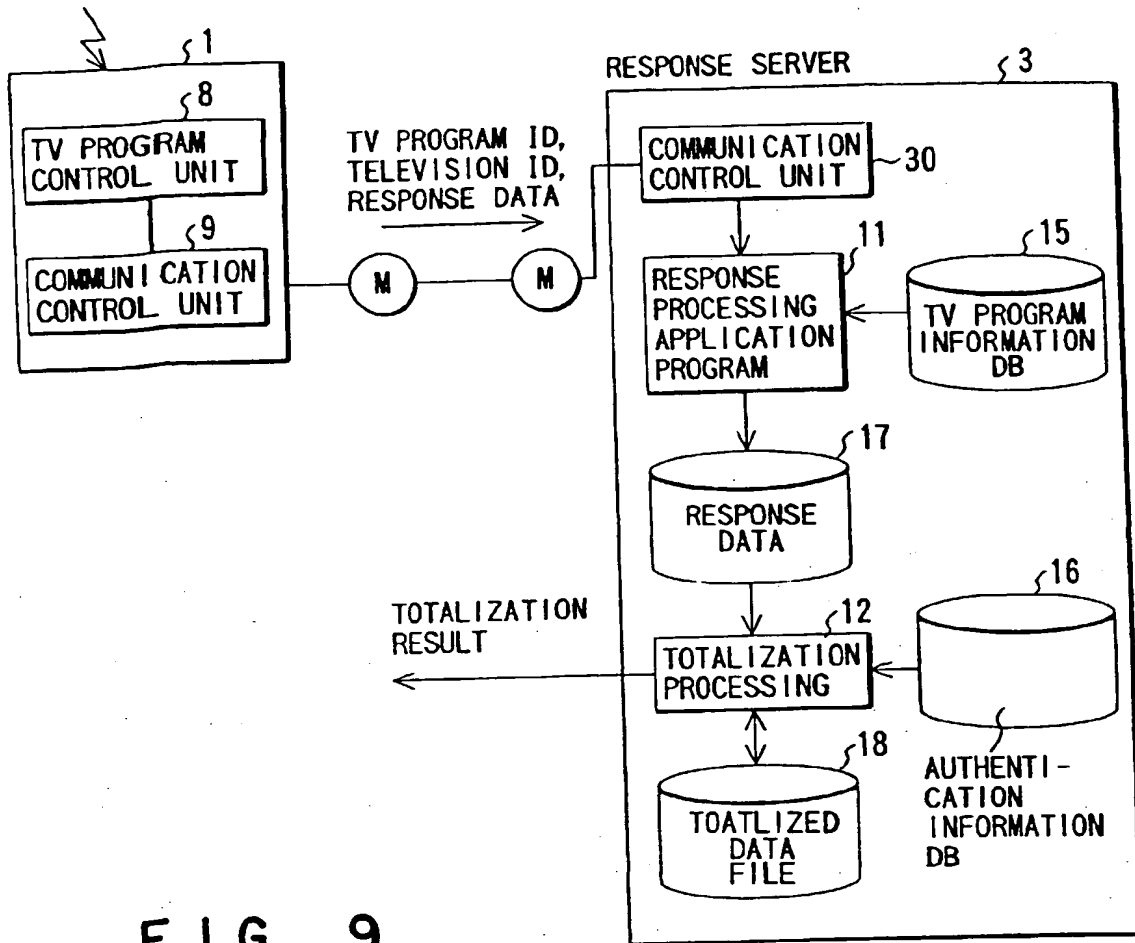 1
8
TV PROGRAM
CONTROL UNIT
9
COMMUNICATION
CONTROL UNIT
TV PROGRAM ID,
TELEVISION ID,
RESPONSE DATA
M
M
RESPONSE SERVER
3
COMMUNICATION
CONTROL UNIT
30
11
RESPONSE
PROCESSING
APPLICATION
PROGRAM
15
TV PROGRAM
INFORMATION
DB
17
RESPONSE
DATA
16
AUTHENTI-
CATION
INFORMATION
DB
12
TOTALIZATION
PROCESSING
TOTALIZATION
RESULT
18
TOATLIZED
DATA
FILE
FIG. 9